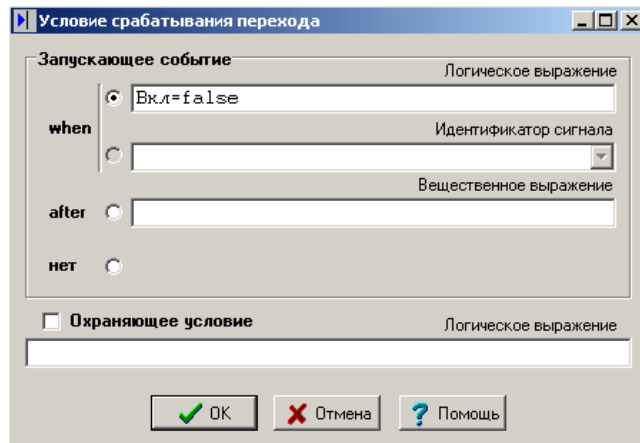 Условие срабатывания перехода
Запускающее событие
Логическое выражение
Вкл=false
when
Идентификатор сигнала
Вещественное выражение
after
нет
Охраняющее условие
Логическое выражение
OK
Отмена
? Помощь